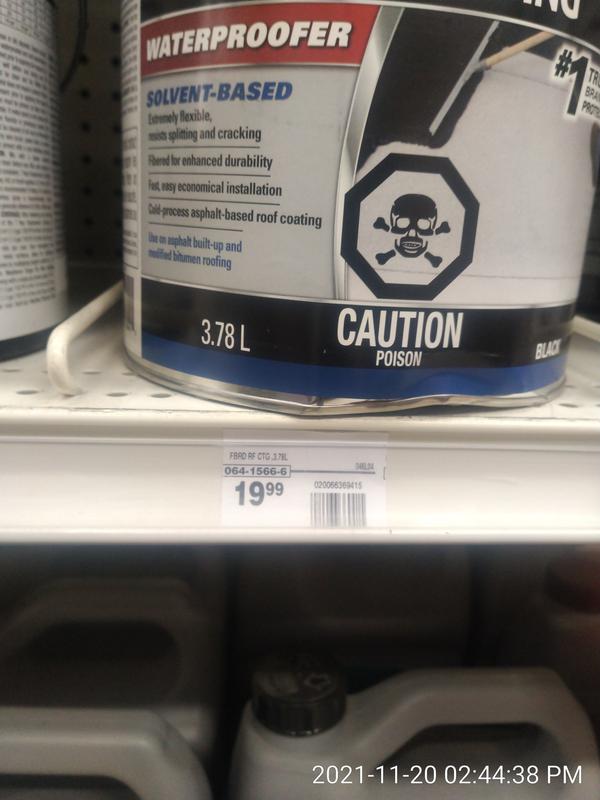 WATERPROOFER
#1
SOLVENT-BASED
Extremely flexible,
resists splitting and cracking
Fibered for enhanced durability
Fast, easy economical installation
Cold-process asphalt-based roof coating
Use on asphalt built-up and
modified bitumen roofing
3.78 L
CAUTION
POISON
BLACK
FBRD RF CTG ,3.78L
064-1566-6
19 99
020066369415
2021-11-20 02:44:38 PM